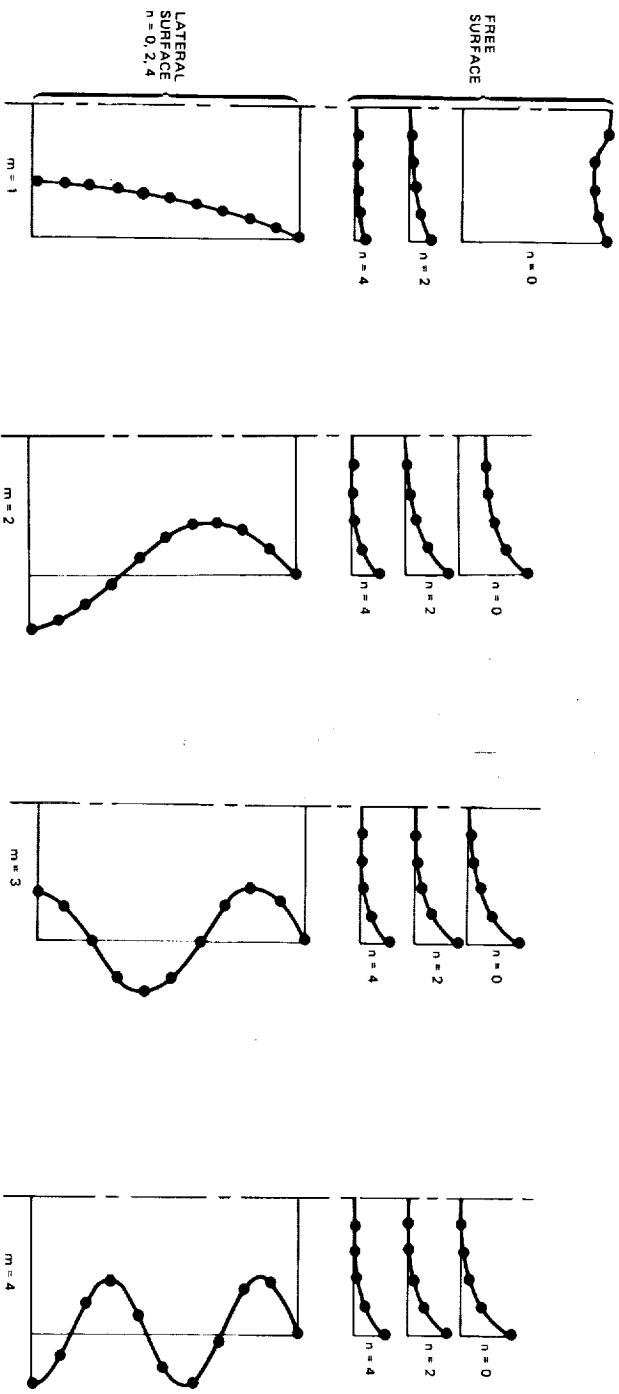 FREE
SURFACE
n = 0
n = 2
n = 4
LATERAL
SURFACE
n = 0, 2, 4
m = 1
n = 0
n = 2
n = 4
m = 2
n = 0
n = 2
n = 4
m = 3
n = 0
n = 2
n = 4
m = 4